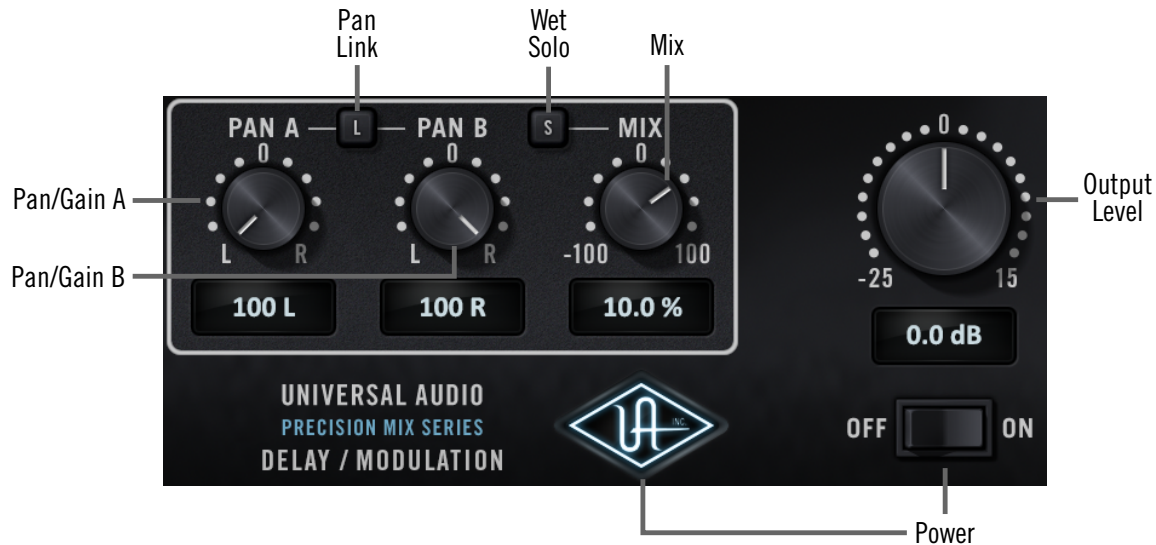 Pan
Link
Wet
Solo
Mix
PAN A
L
PAN B
S
MIX
0
0
0
0
Pan/Gain A
Output
Level
L
R
L
R
-100
100
-25
15
Pan/Gain B
100 L
100 R
10.0 %
0.0 dB
UNIVERSAL AUDIO
PRECISION MIX SERIES
DELAY / MODULATION
UA
INC.
OFF
ON
Power